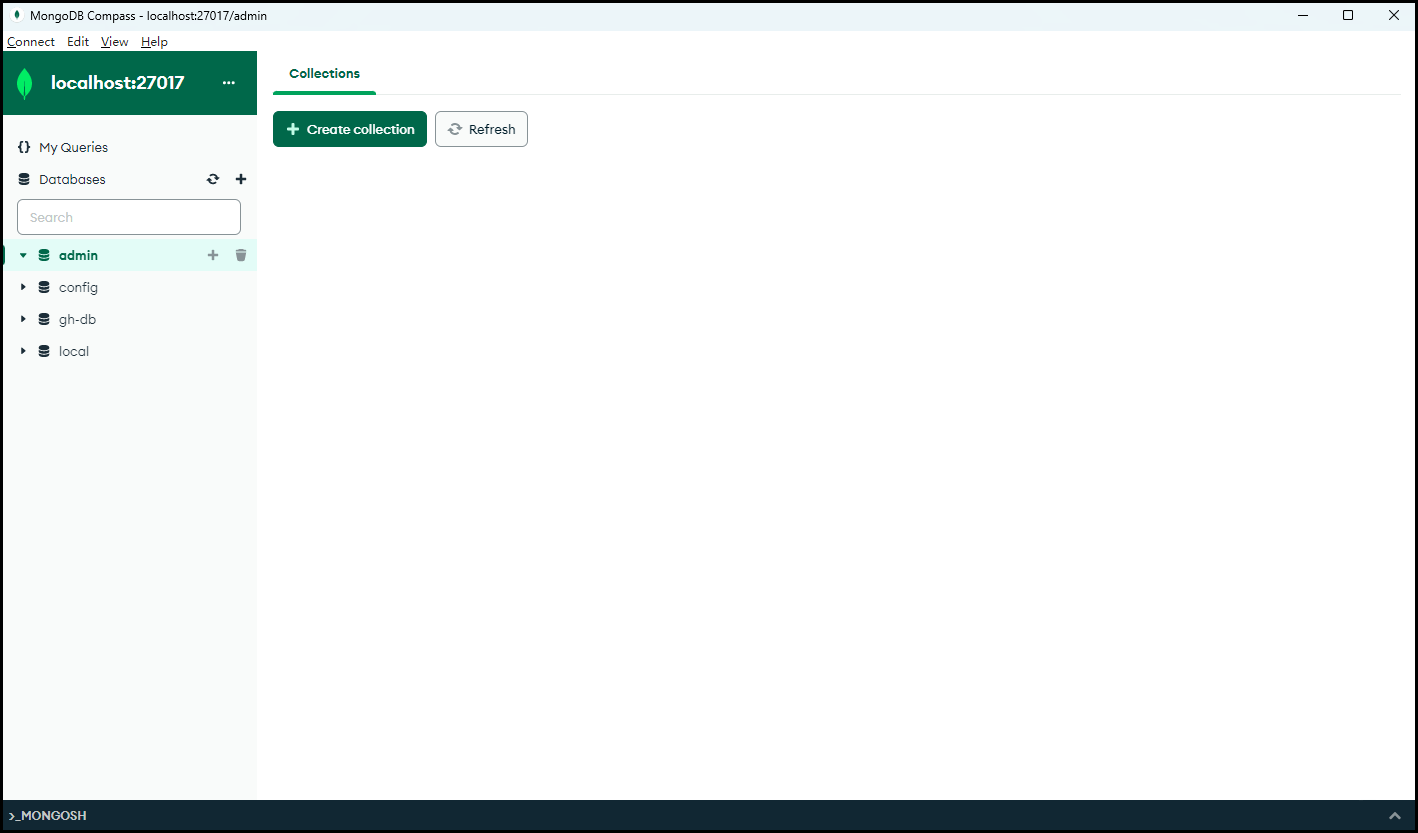 MongoDB Compass - localhost:27017/admin
Connect Edit View Help
localhost:27017
Collections
Create collection Refresh
{} My Queries
Databases
Search
admin
config
gh-db
local
>_MONGOSH